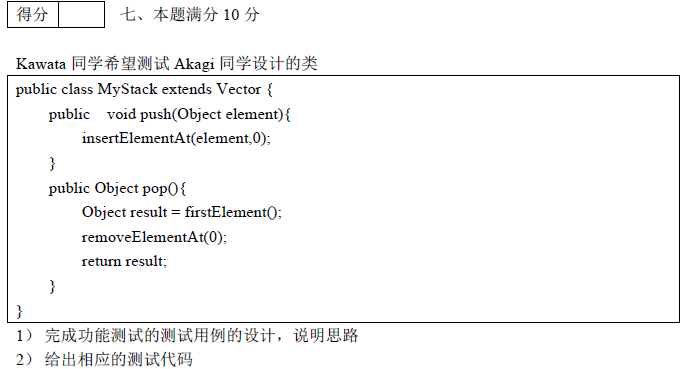 得分 七、本题满分 10 分
Kawata 同学希望测试 Akagi 同学设计的类
public class MyStack extends Vector {
public void push(Object element){
insertElementAt(element,0);
}
public Object pop(){
Object result = firstElement();
removeElementAt(0);
return result;
}
}
1） 完成功能测试的测试用例的设计，说明思路
2） 给出相应的测试代码